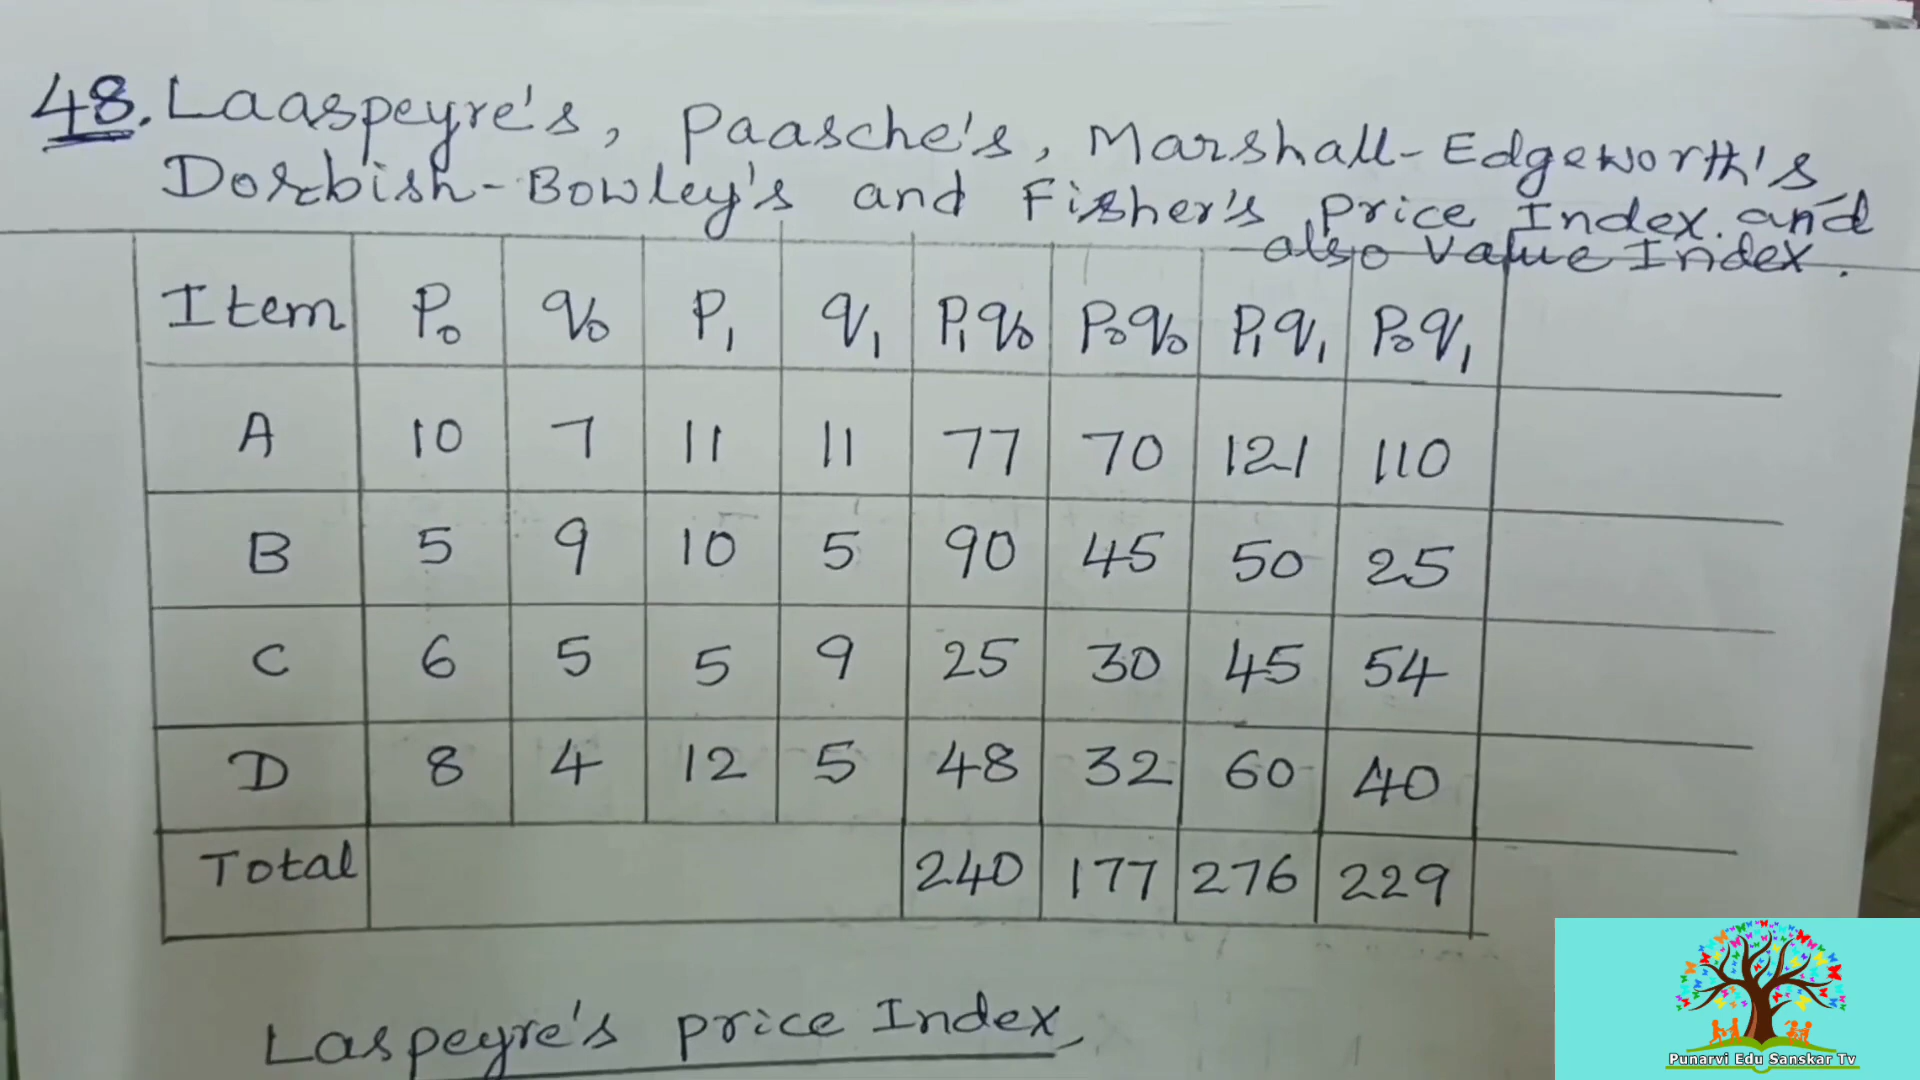 48. Laaspeyre's, Paasche's, Marshall-Edgeworth's,
Dorbish-Bowley's and Fisher's Price Index. and
also Value Index.
Item P₀ q₀ P₁ q₁ P₁q₀ P₀q₀ P₁q₁ P₀q₁
A 10 7 11 11 77 70 121 110
B 5 9 10 5 90 45 50 25
C 6 5 5 9 25 30 45 54
D 8 4 12 5 48 32 60 40
Total 240 177 276 229
Laspeyre's price Index
Punarvi Edu Sanskar Tv